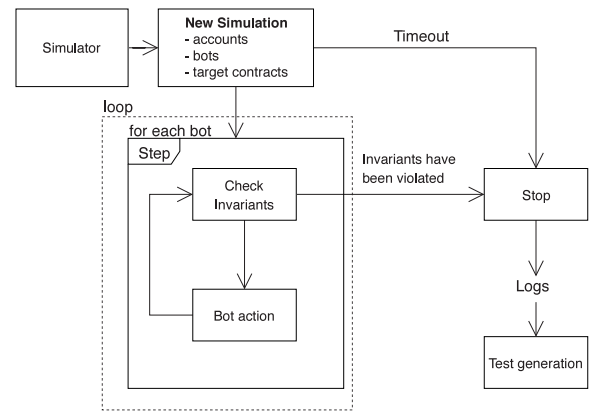 Simulator
New Simulation
- accounts
- bots
- target contracts
Timeout
loop
for each bot
Step
Check
Invariants
Invariants have
been violated
Stop
Bot action
Logs
Test generation